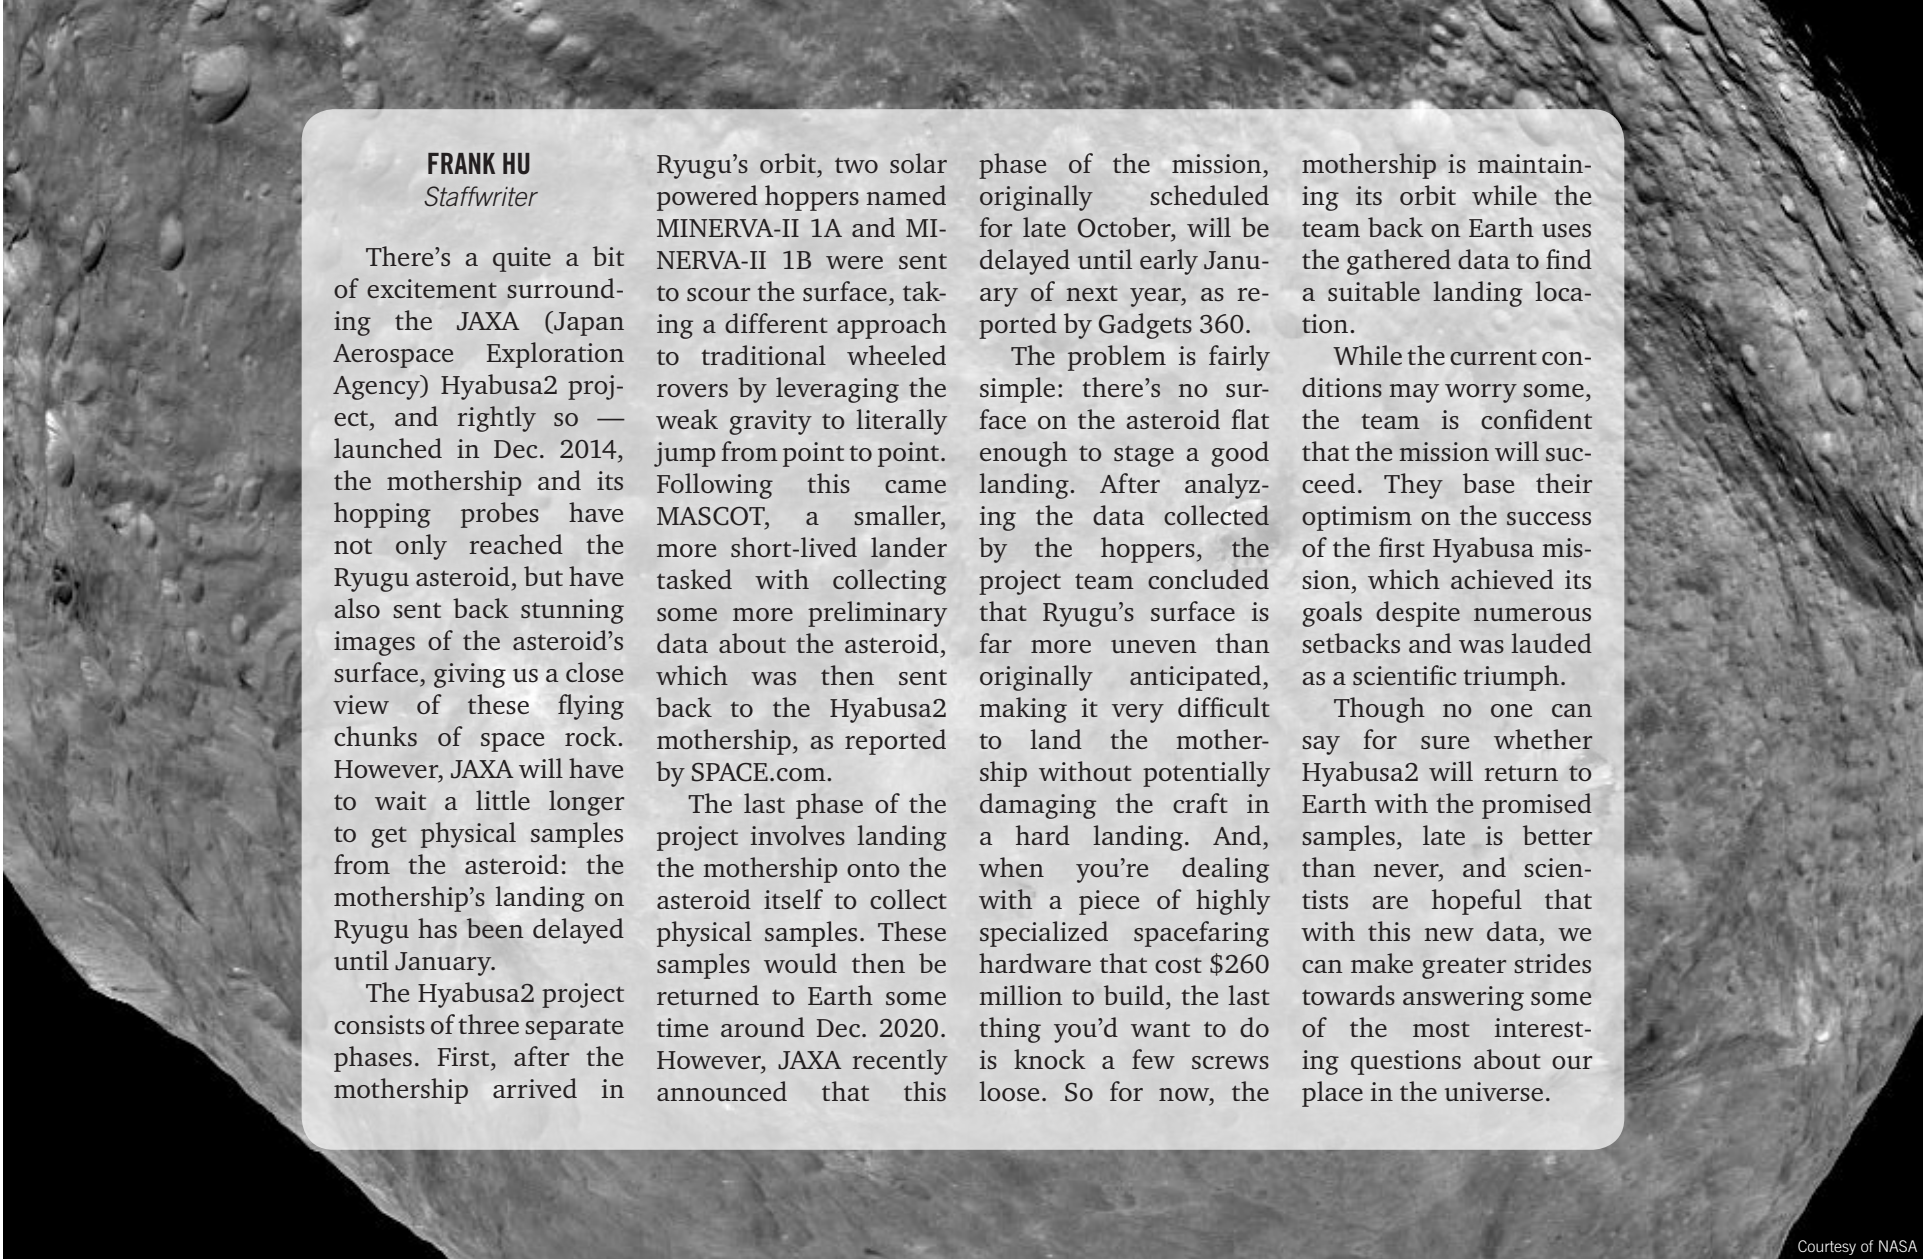 FRANK HU
Staffwriter
There's a quite a bit
of excitement surround-
ing the JAXA (Japan
Aerospace Exploration
Agency) Hyabusa2 proj-
ect, and rightly so —
launched in Dec. 2014,
the mothership and its
hopping probes have
not only reached the
Ryugu asteroid, but have
also sent back stunning
images of the asteroid's
surface, giving us a close
view of these flying
chunks of space rock.
However, JAXA will have
to wait a little longer
to get physical samples
from the asteroid: the
mothership's landing on
Ryugu has been delayed
until January.
The Hyabusa2 project
consists of three separate
phases. First, after the
mothership arrived in
Ryugu's orbit, two solar
powered hoppers named
MINERVA-II 1A and MI-
NERVA-II 1B were sent
to scour the surface, tak-
ing a different approach
to traditional wheeled
rovers by leveraging the
weak gravity to literally
jump from point to point.
Following this came
MASCOT, a smaller,
more short-lived lander
tasked with collecting
some more preliminary
data about the asteroid,
which was then sent
back to the Hyabusa2
mothership, as reported
by SPACE.com.
The last phase of the
project involves landing
the mothership onto the
asteroid itself to collect
physical samples. These
samples would then be
returned to Earth some
time around Dec. 2020.
However, JAXA recently
announced that this
phase of the mission,
originally scheduled
for late October, will be
delayed until early Janu-
ary of next year, as re-
ported by Gadgets 360.
The problem is fairly
simple: there's no sur-
face on the asteroid flat
enough to stage a good
landing. After analyz-
ing the data collected
by the hoppers, the
project team concluded
that Ryugu's surface is
far more uneven than
originally anticipated,
making it very difficult
to land the mother-
ship without potentially
damaging the craft in
a hard landing. And,
when you're dealing
with a piece of highly
specialized spacefaring
hardware that cost $260
million to build, the last
thing you'd want to do
is knock a few screws
loose. So for now, the
mothership is maintain-
ing its orbit while the
team back on Earth uses
the gathered data to find
a suitable landing loca-
tion.
While the current con-
ditions may worry some,
the team is confident
that the mission will suc-
ceed. They base their
optimism on the success
of the first Hyabusa mis-
sion, which achieved its
goals despite numerous
setbacks and was lauded
as a scientific triumph.
Though no one can
say for sure whether
Hyabusa2 will return to
Earth with the promised
samples, late is better
than never, and scien-
tists are hopeful that
with this new data, we
can make greater strides
towards answering some
of the most interest-
ing questions about our
place in the universe.
Courtesy of NASA